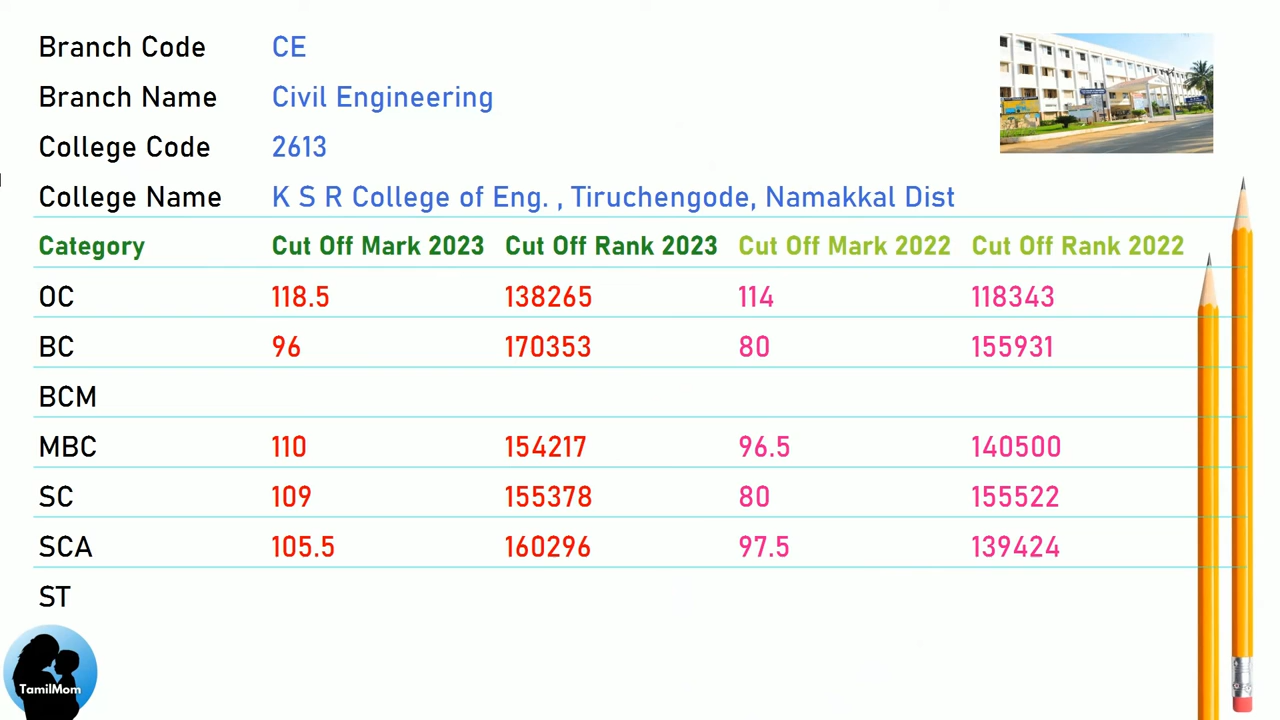 Branch Code CE
Branch Name Civil Engineering
College Code 2613
College Name K S R College of Eng. , Tiruchengode, Namakkal Dist
Category Cut Off Mark 2023 Cut Off Rank 2023 Cut Off Mark 2022 Cut Off Rank 2022
OC 118.5 138265 114 118343
BC 96 170353 80 155931
BCM
MBC 110 154217 96.5 140500
SC 109 155378 80 155522
SCA 105.5 160296 97.5 139424
ST
TamilMom